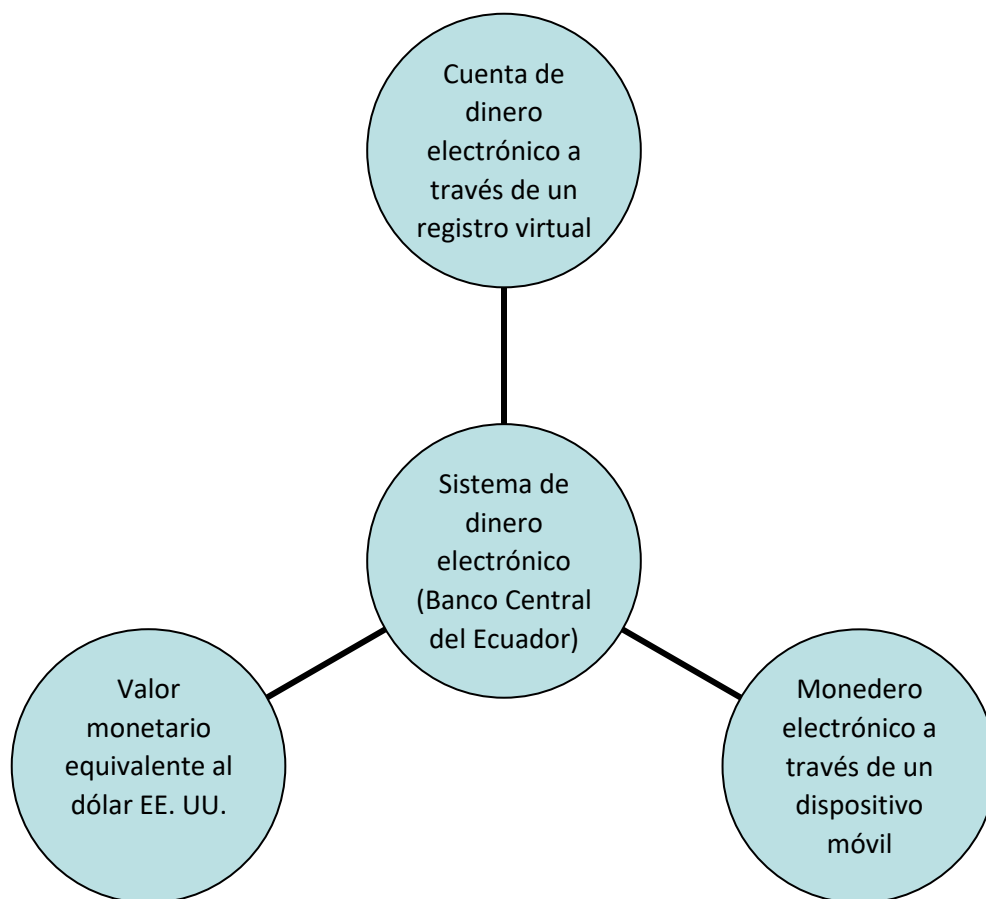 Cuenta de
dinero
electrónico a
través de un
registro virtual
Sistema de
dinero
electrónico
(Banco Central
del Ecuador)
Valor
monetario
equivalente al
dólar EE. UU.
Monedero
electrónico a
través de un
dispositivo
móvil